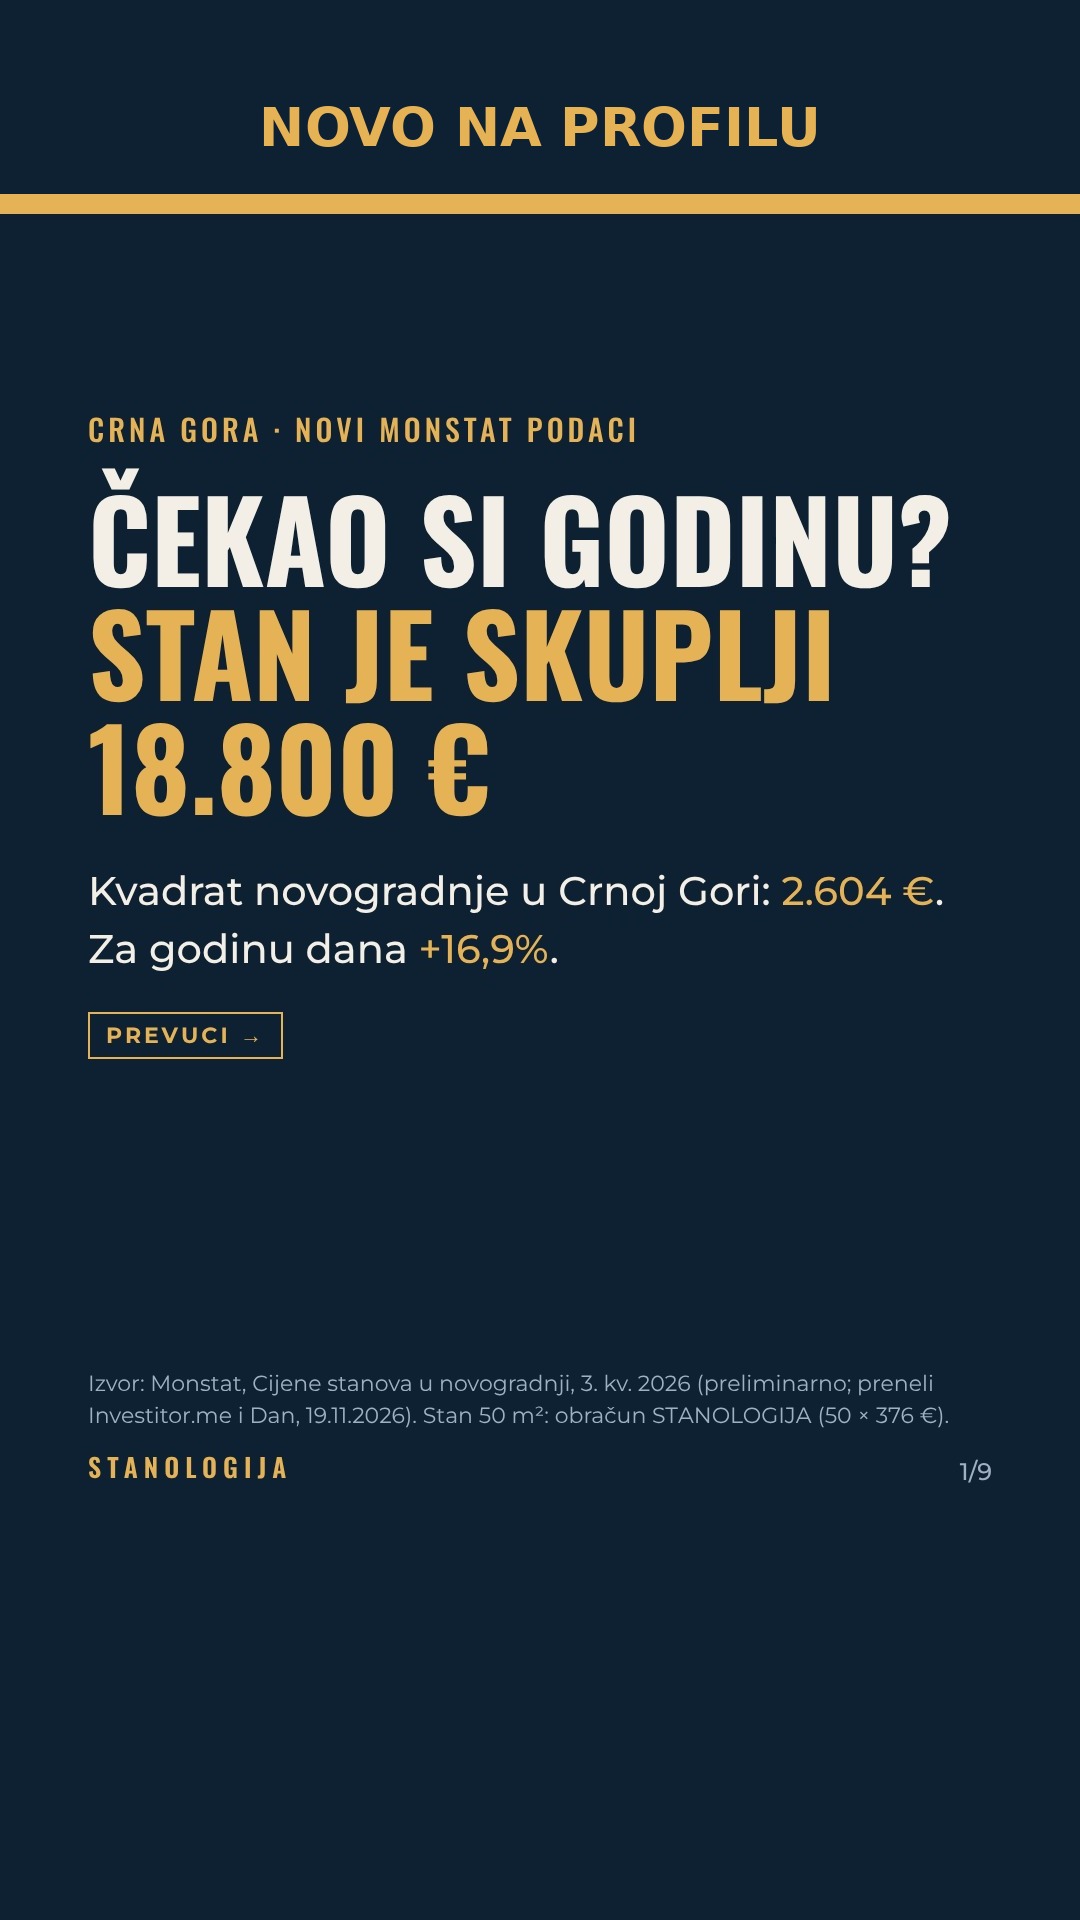 NOVO NA PROFILU
CRNA GORA · NOVI MONSTAT PODACI
ČEKAO SI GODINU?
STAN JE SKUPLJI
18.800 €
Kvadrat novogradnje u Crnoj Gori: 2.604 €.
Za godinu dana +16,9%.
PREVUCI →
Izvor: Monstat, Cijene stanova u novogradnji, 3. kv. 2026 (preliminarno; preneli
Investitor.me i Dan, 19.11.2026). Stan 50 m²: obračun STANOLOGIJA (50 × 376 €).
STANOLOGIJA
1/9